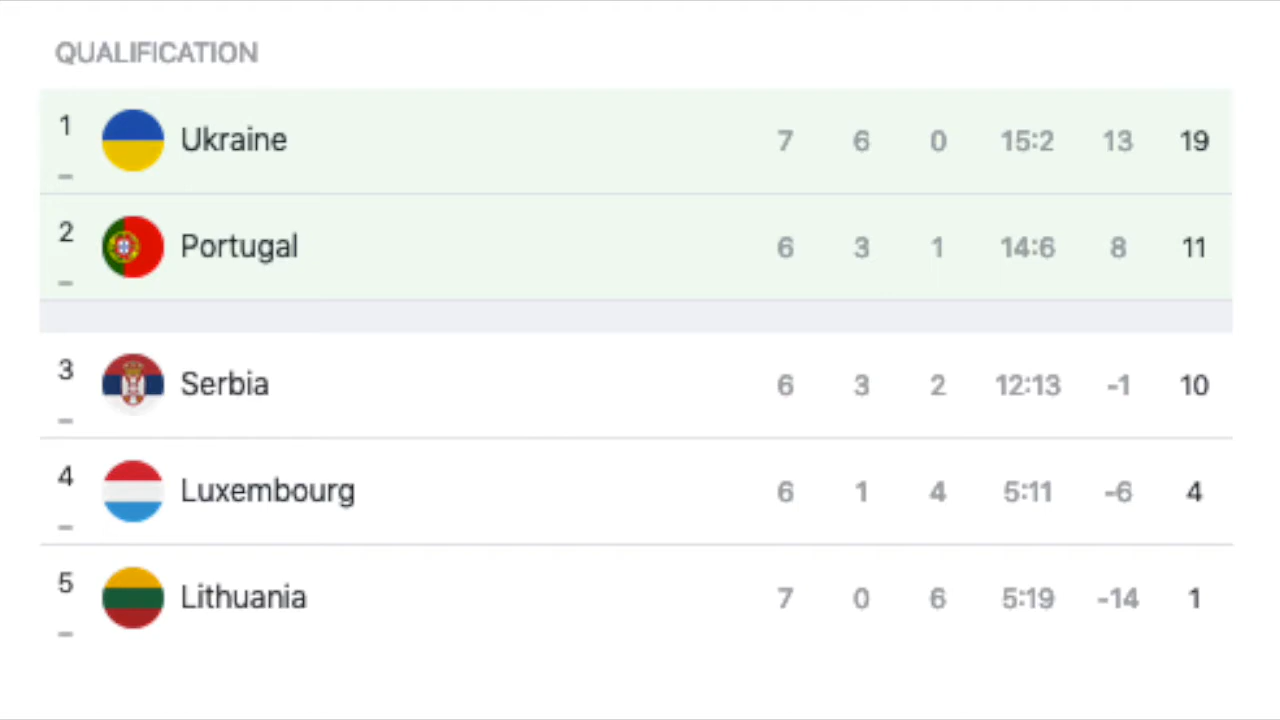 QUALIFICATION
1 Ukraine 7 6 0 15:2 13 19
–
2 Portugal 6 3 1 14:6 8 11
–
3 Serbia 6 3 2 12:13 -1 10
–
4 Luxembourg 6 1 4 5:11 -6 4
–
5 Lithuania 7 0 6 5:19 -14 1
–